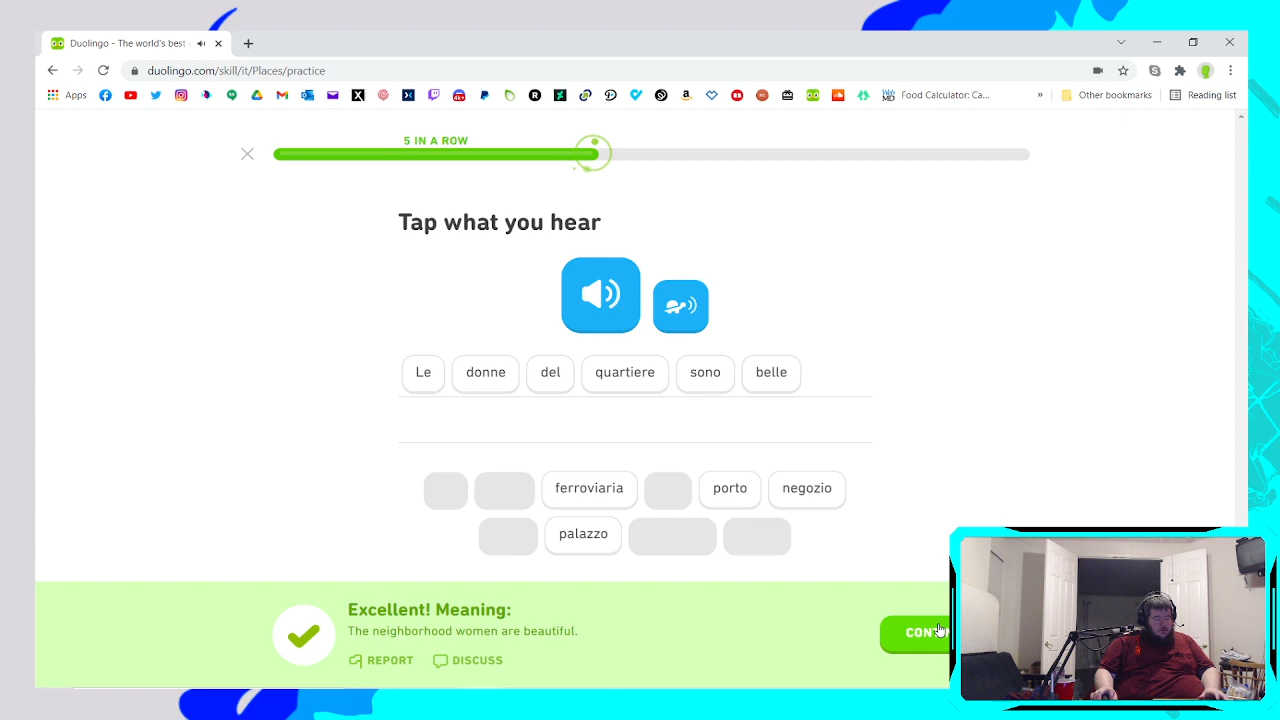 Duolingo - The world's best
duolingo.com/skill/it/Places/practice
Apps
Food Calculator: Ca...
»
Other bookmarks
Reading list
5 IN A ROW
Tap what you hear
Le donne del quartiere sono belle
ferroviaria porto negozio
palazzo
Excellent! Meaning:
The neighborhood women are beautiful.
REPORT DISCUSS